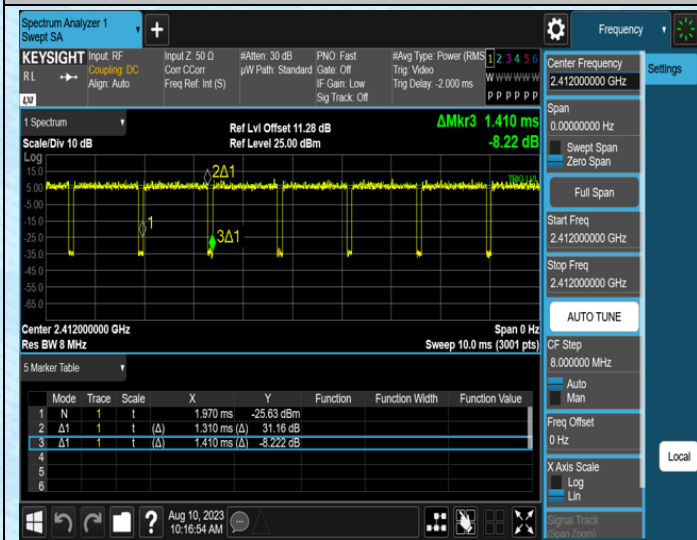 Spectrum Analyzer 1
Swept SA
+
Frequency
KEYSIGHT
RL
Input: RF
Coupling: DC
Align: Auto
Input Z: 50 Ω
Corr CCorr
Freq Ref: Int (S)
#Atten: 30 dB
µW Path: Standard
PNO: Fast
Gate: Off
IF Gain: Low
Sig Track: Off
#Avg Type: Power (RMS
Trig: Video
Trig Delay: -2.000 ms
1 2 3 4 5 6
W W W W W W
P P P P P P
LXI
1 Spectrum
Scale/Div 10 dB
Log
Ref Lvl Offset 11.28 dB
Ref Level 25.00 dBm
ΔMkr3 1.410 ms
-8.22 dB
15.0
5.00
-5.00
-15.0
-25.0
-35.0
-45.0
-55.0
-65.0
2Δ1
TRIG LVL
1
3Δ1
Center 2.412000000 GHz
Res BW 8 MHz
Span 0 Hz
Sweep 10.0 ms (3001 pts)
5 Marker Table
Mode Trace Scale X Y Function Function Width Function Value
1 N 1 t 1.970 ms -25.63 dBm
2 Δ1 1 t (Δ) 1.310 ms (Δ) 31.16 dB
3 Δ1 1 t (Δ) 1.410 ms (Δ) -8.222 dB
4
5
6
?
Aug 10, 2023
10:16:54 AM
Center Frequency
2.412000000 GHz
Span
0.00000000 Hz
Swept Span
Zero Span
Full Span
Start Freq
2.412000000 GHz
Stop Freq
2.412000000 GHz
AUTO TUNE
CF Step
8.000000 MHz
Auto
Man
Freq Offset
0 Hz
X Axis Scale
Log
Lin
Signal Track
(Span Zoom)
Settings
Local